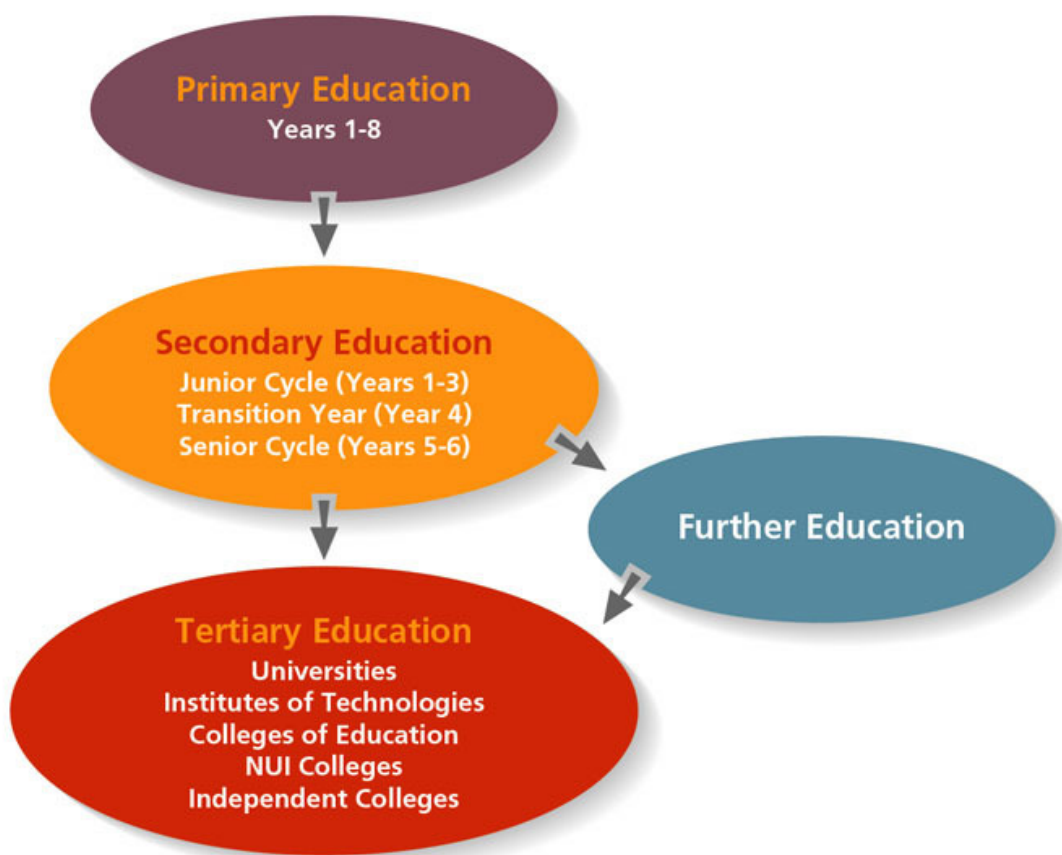 Primary Education
Years 1-8
Secondary Education
Junior Cycle (Years 1-3)
Transition Year (Year 4)
Senior Cycle (Years 5-6)
Further Education
Tertiary Education
Universities
Institutes of Technologies
Colleges of Education
NUI Colleges
Independent Colleges